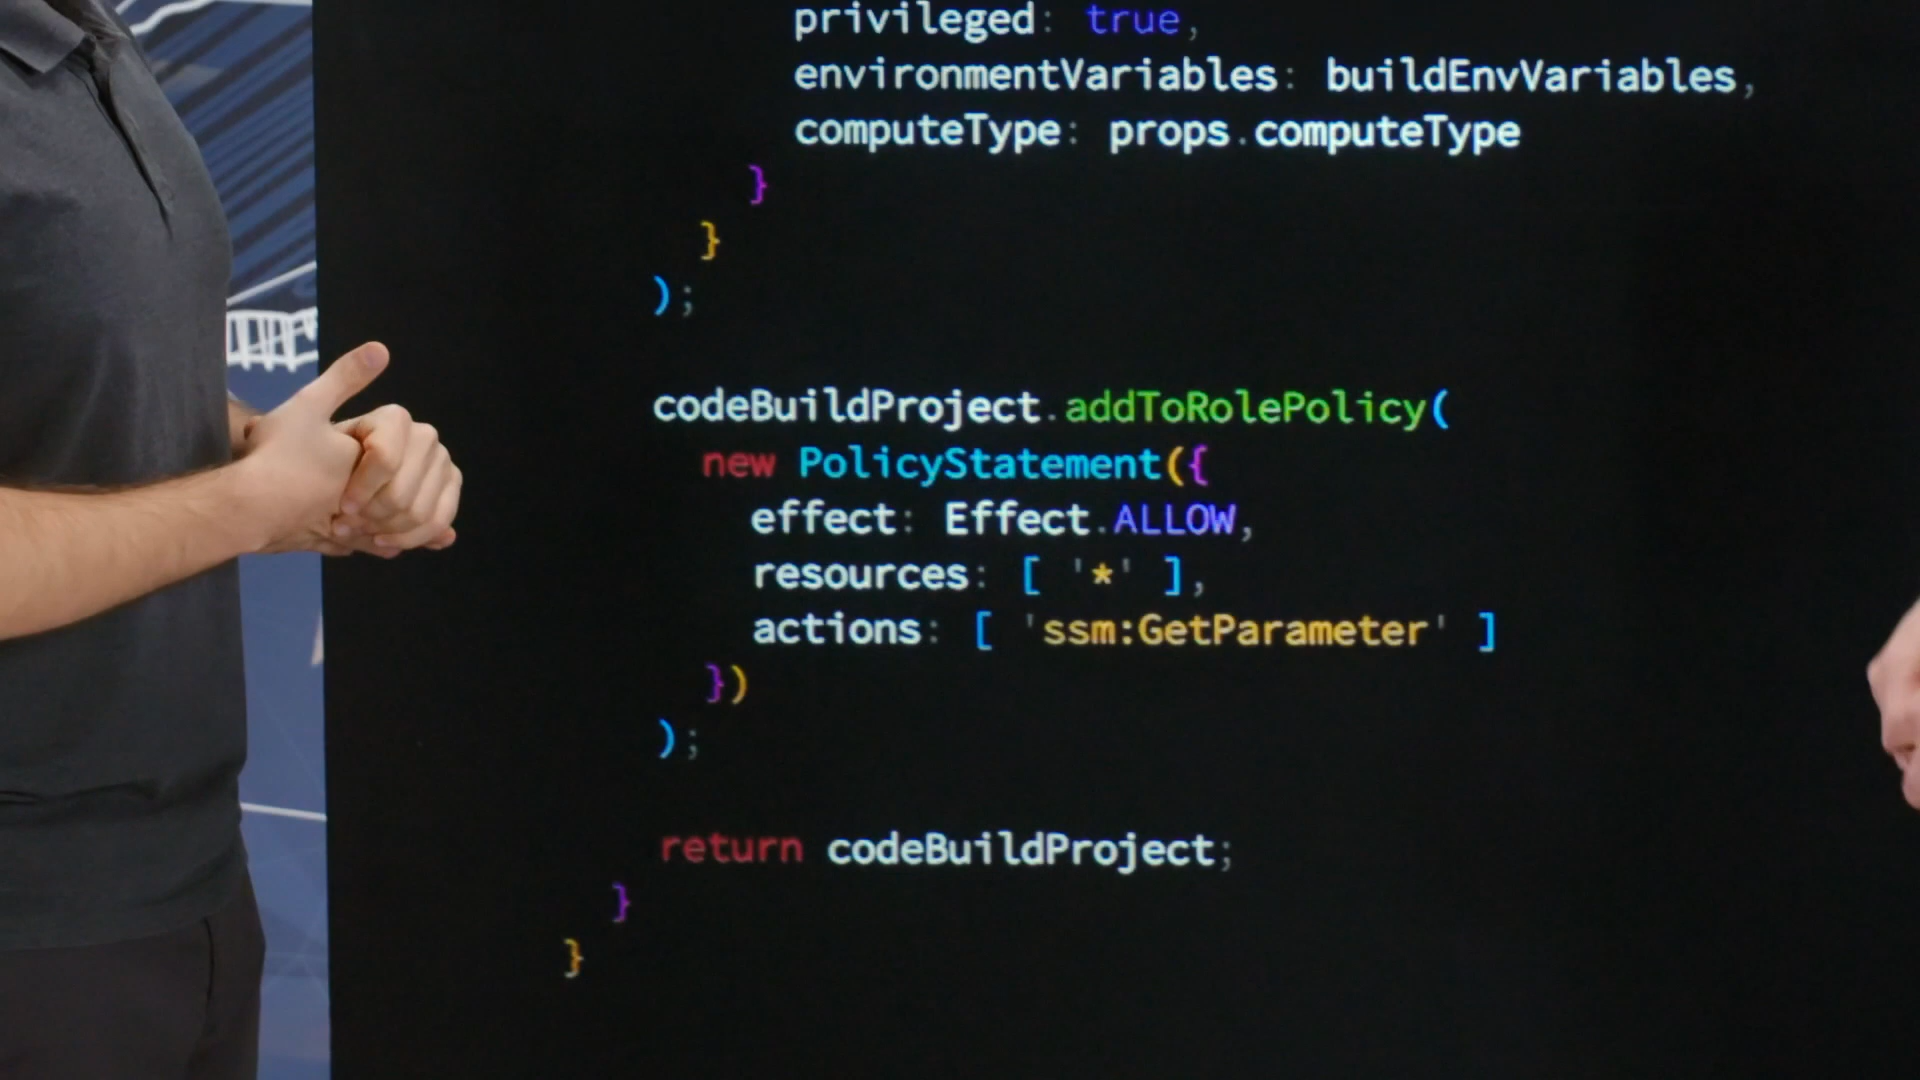 privileged: true,
environmentVariables: buildEnvVariables,
computeType: props.computeType
}
}
);
codeBuildProject.addToRolePolicy(
new PolicyStatement({
effect: Effect.ALLOW,
resources: [ '*' ],
actions: [ 'ssm:GetParameter' ]
})
);
return codeBuildProject;
}
}